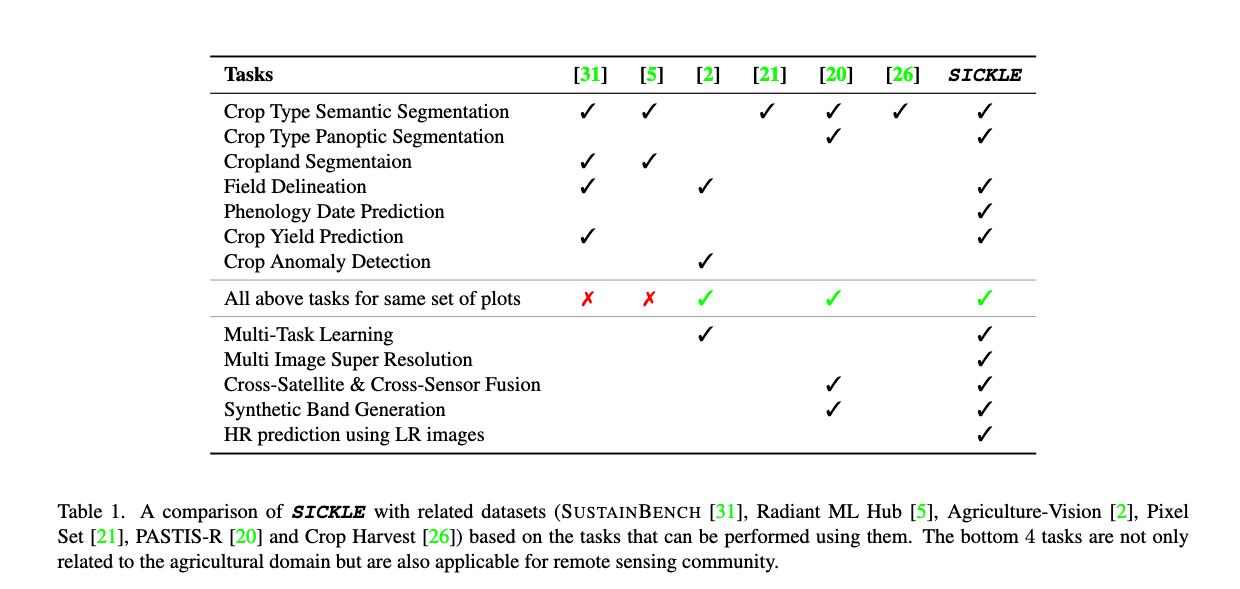 Tasks [31] [5] [2] [21] [20] [26] SICKLE
Crop Type Semantic Segmentation ✓ ✓ ✓ ✓ ✓ ✓
Crop Type Panoptic Segmentation ✓ ✓
Cropland Segmentaion ✓ ✓
Field Delineation ✓ ✓ ✓
Phenology Date Prediction ✓
Crop Yield Prediction ✓ ✓
Crop Anomaly Detection ✓
All above tasks for same set of plots ✗ ✗ ✓ ✓ ✓
Multi-Task Learning ✓ ✓
Multi Image Super Resolution ✓
Cross-Satellite & Cross-Sensor Fusion ✓ ✓
Synthetic Band Generation ✓ ✓
HR prediction using LR images ✓
Table 1. A comparison of SICKLE with related datasets (SUSTAINBENCH [31], Radiant ML Hub [5], Agriculture-Vision [2], Pixel
Set [21], PASTIS-R [20] and Crop Harvest [26]) based on the tasks that can be performed using them. The bottom 4 tasks are not only
related to the agricultural domain but are also applicable for remote sensing community.